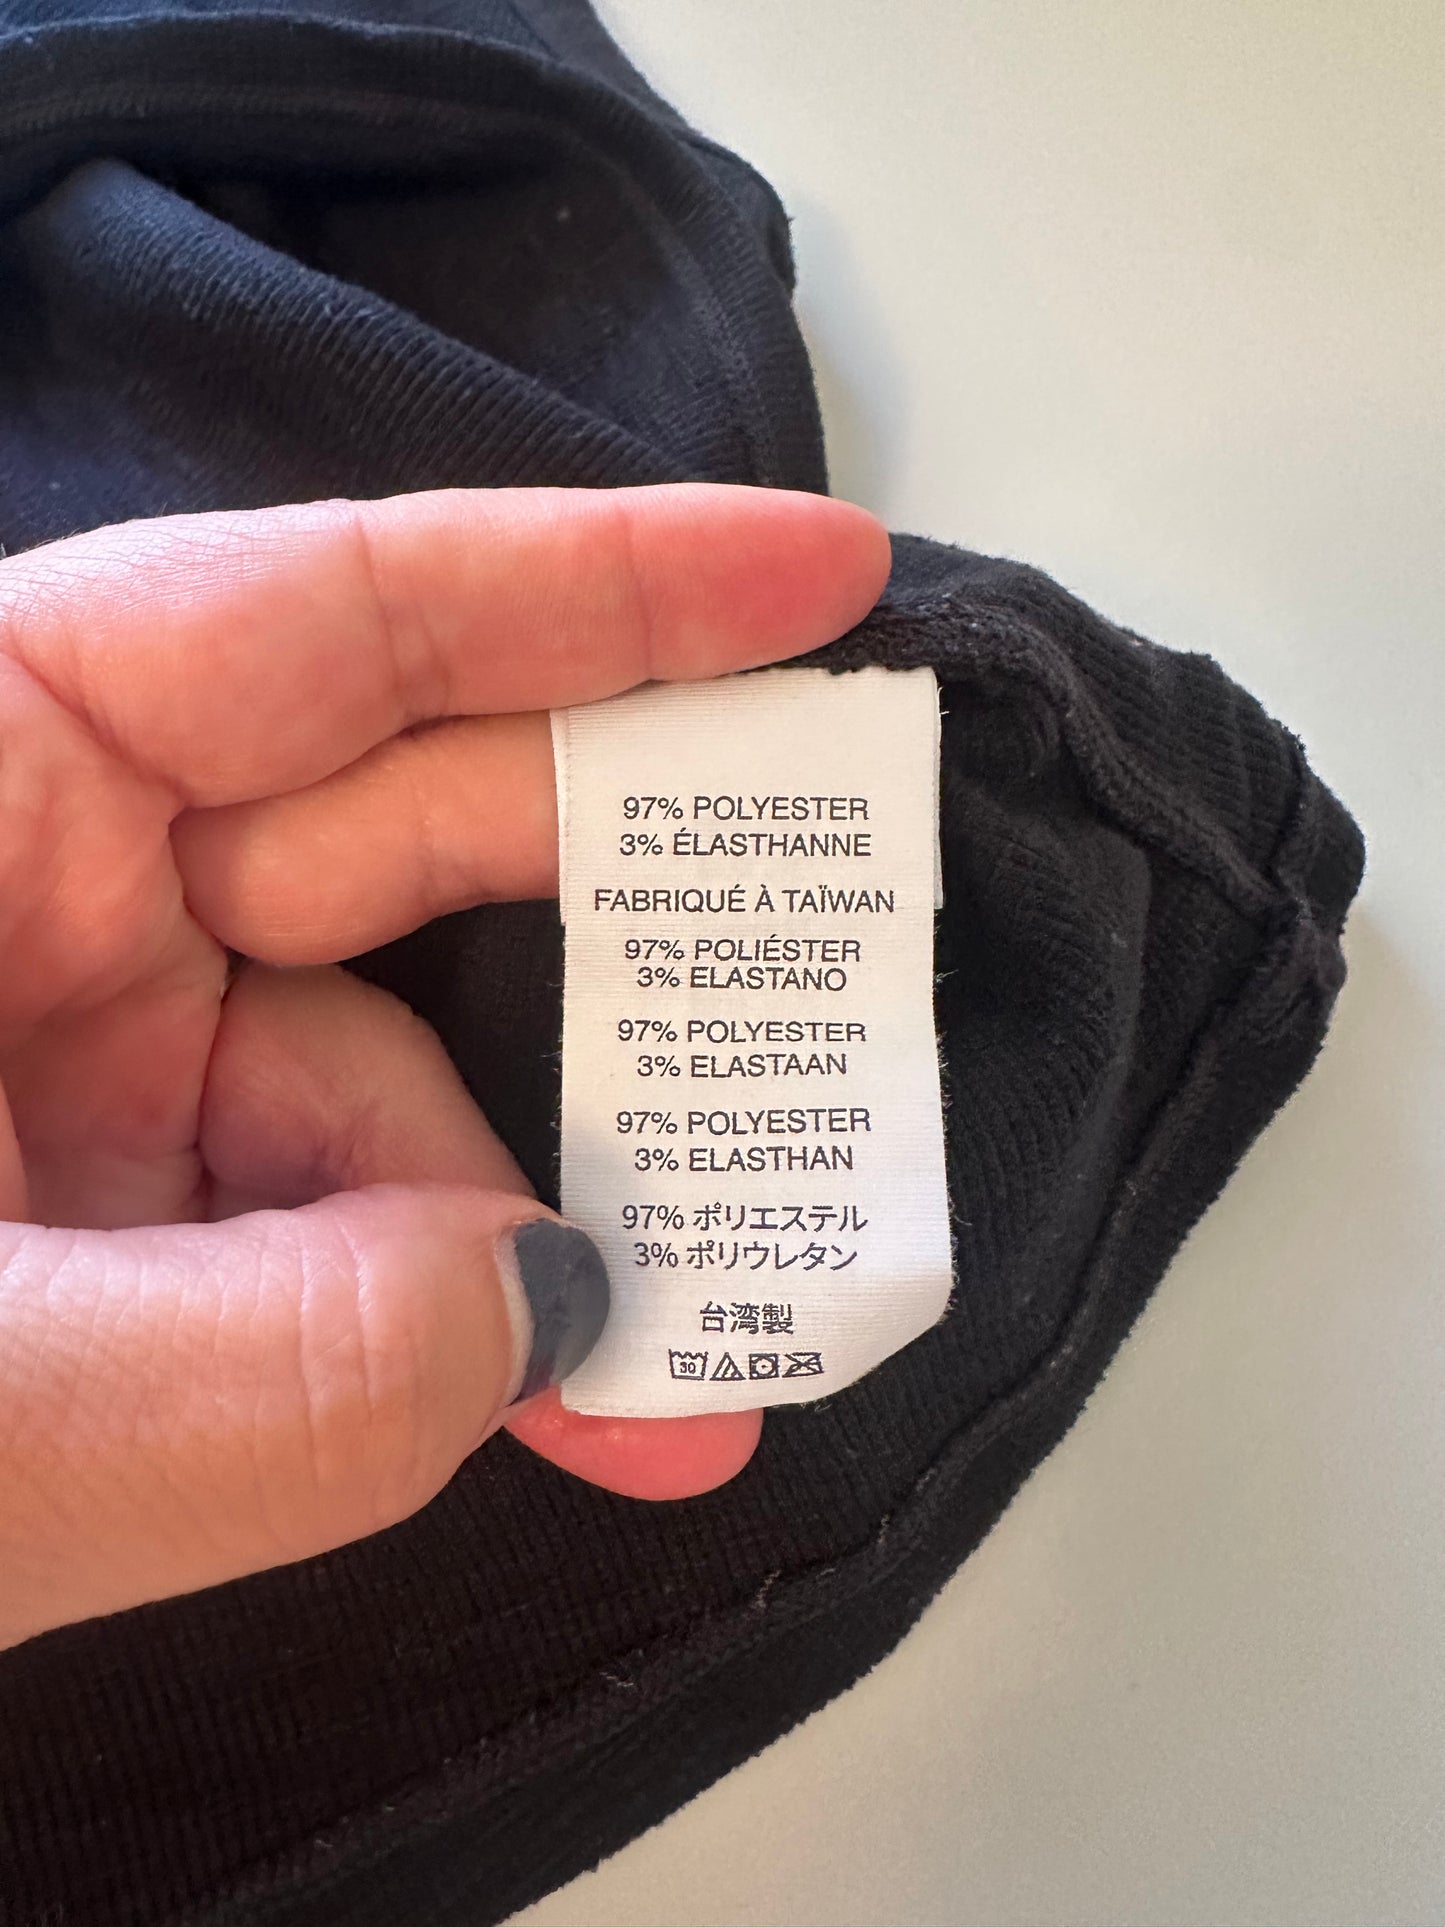 97% POLYESTER
3% ÉLASTHANNE
FABRIQUÉ À TAÏWAN
97% POLIÉSTER
3% ELASTANO
97% POLYESTER
3% ELASTAAN
97% POLYESTER
3% ELASTHAN
97% ポリエステル
3% ポリウレタン
台湾製
30